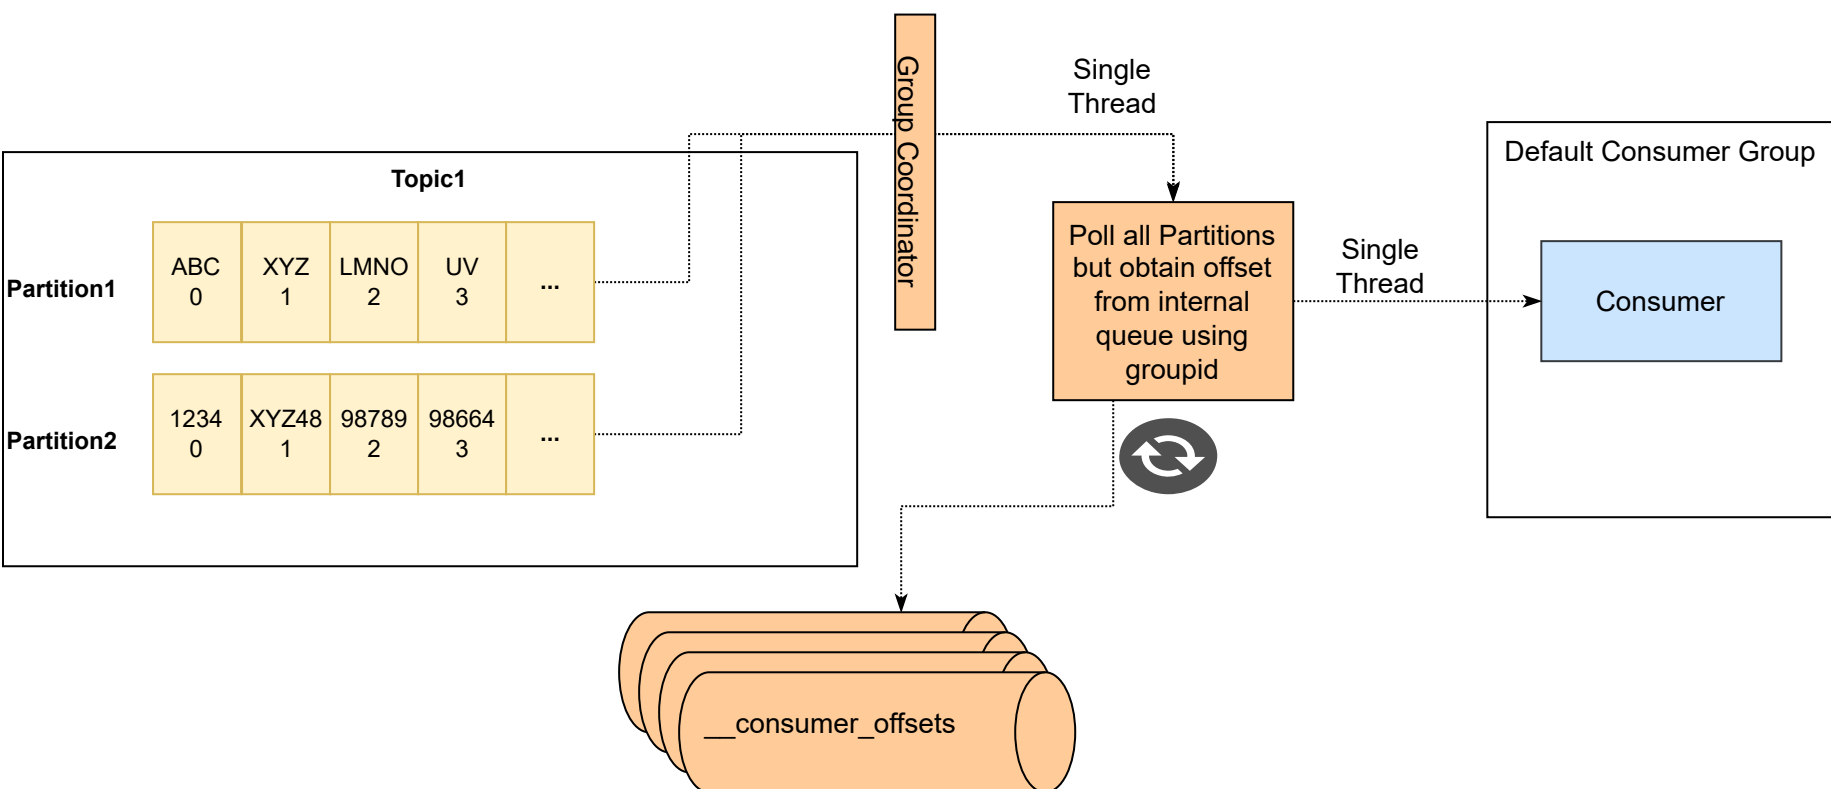 Group Coordinator
Single
Thread
Default Consumer Group
Topic1
Partition1
ABC
0
XYZ
1
LMNO
2
UV
3
...
Poll all Partitions
but obtain offset
from internal
queue using
groupid
Single
Thread
Consumer
Partition2
1234
0
XYZ48
1
98789
2
98664
3
...
__consumer_offsets